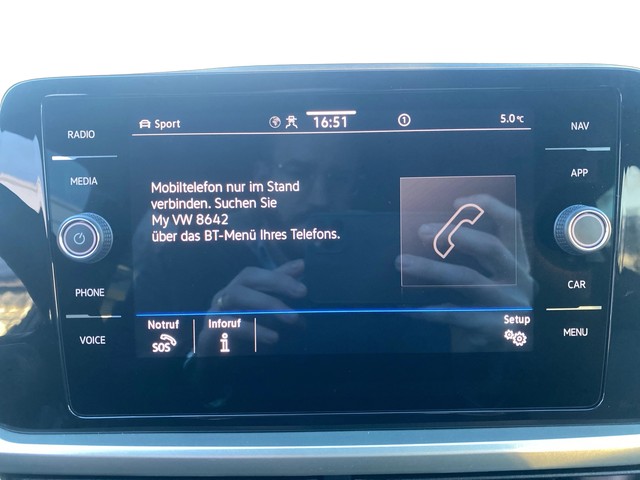 RADIO
MEDIA
PHONE
VOICE
Sport
16:51
1
5.0 °C
Mobiltelefon nur im Stand
verbinden. Suchen Sie
My VW 8642
über das BT-Menü Ihres Telefons.
Notruf
SOS
Inforuf
i
Setup
NAV
APP
CAR
MENU